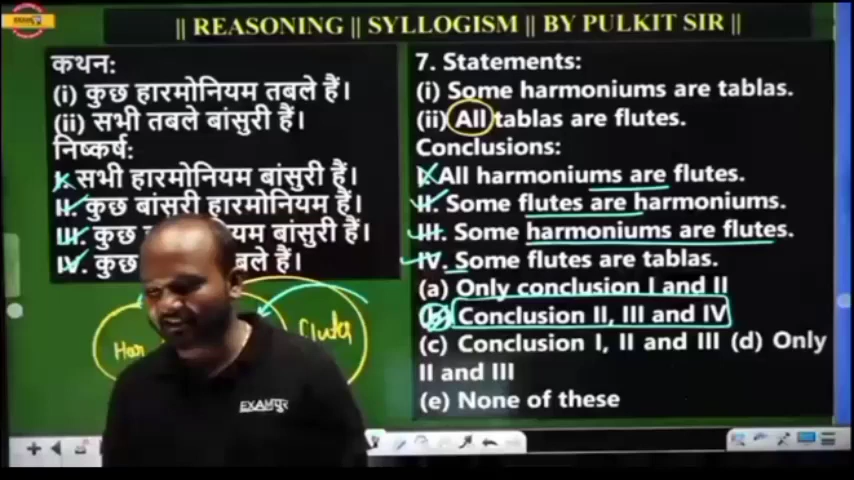 || REASONING || SYLLOGISM || BY PULKIT SIR ||
कथन:
(i) कुछ हारमोनियम तबले हैं।
(ii) सभी तबले बांसुरी हैं।
निष्कर्ष:
I. सभी हारमोनियम बांसुरी हैं।
II. कुछ बांसुरी हारमोनियम हैं।
III. कुछ यम बांसुरी हैं।
IV. कुछ बले हैं।
7. Statements:
(i) Some harmoniums are tablas.
(ii) All tablas are flutes.
Conclusions:
I. All harmoniums are flutes.
II. Some flutes are harmoniums.
III. Some harmoniums are flutes.
IV. Some flutes are tablas.
(a) Only conclusion I and II
(b) Conclusion II, III and IV
(c) Conclusion I, II and III (d) Only
II and III
(e) None of these
Har
EXAMपुर